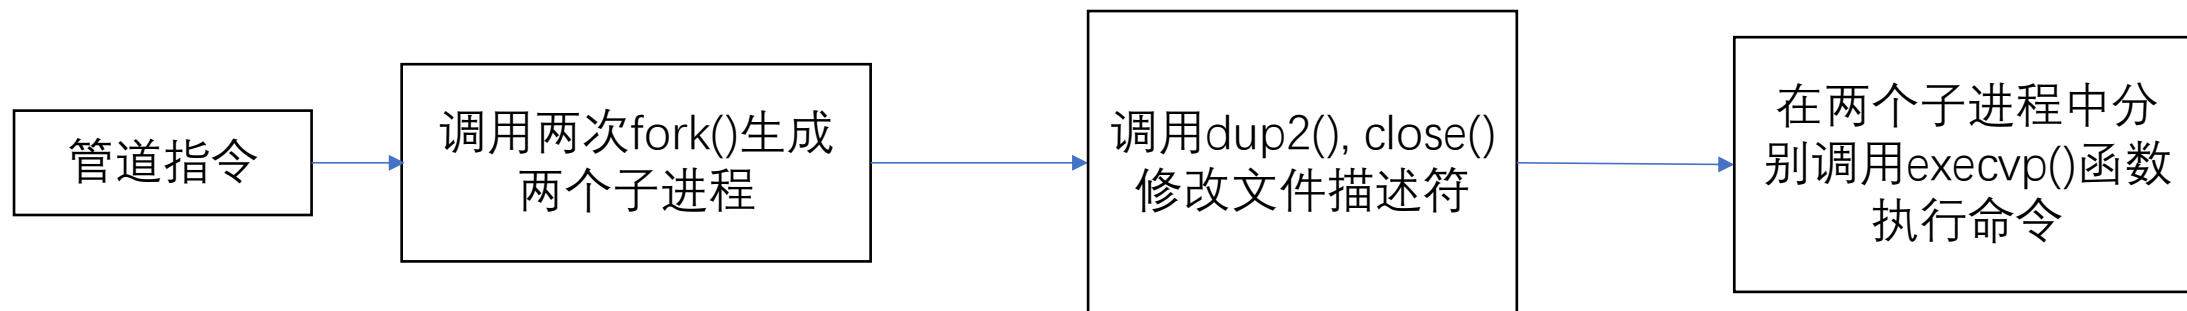 管道指令
调用两次fork()生成
两个子进程
调用dup2(), close()
修改文件描述符
在两个子进程中分
别调用execvp()函数
执行命令